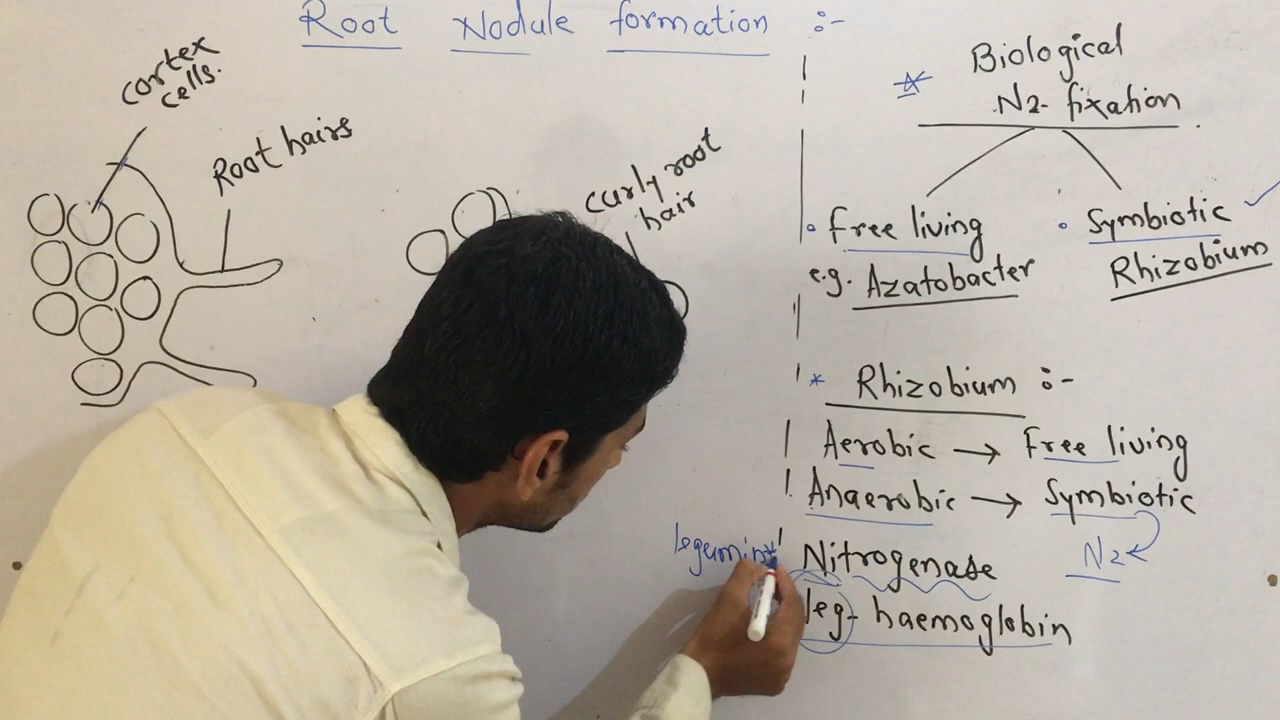 Root Nodule formation :-
cortex
cells.
Root hairs
curly root
hair
* Biological
N2- fixation
• Free living
e.g. Azatobacter
• Symbiotic ✓
Rhizobium
* Rhizobium :-
Aerobic → Free living
Anaerobic → Symbiotic
N2
Nitrogenase
leg- haemoglobin